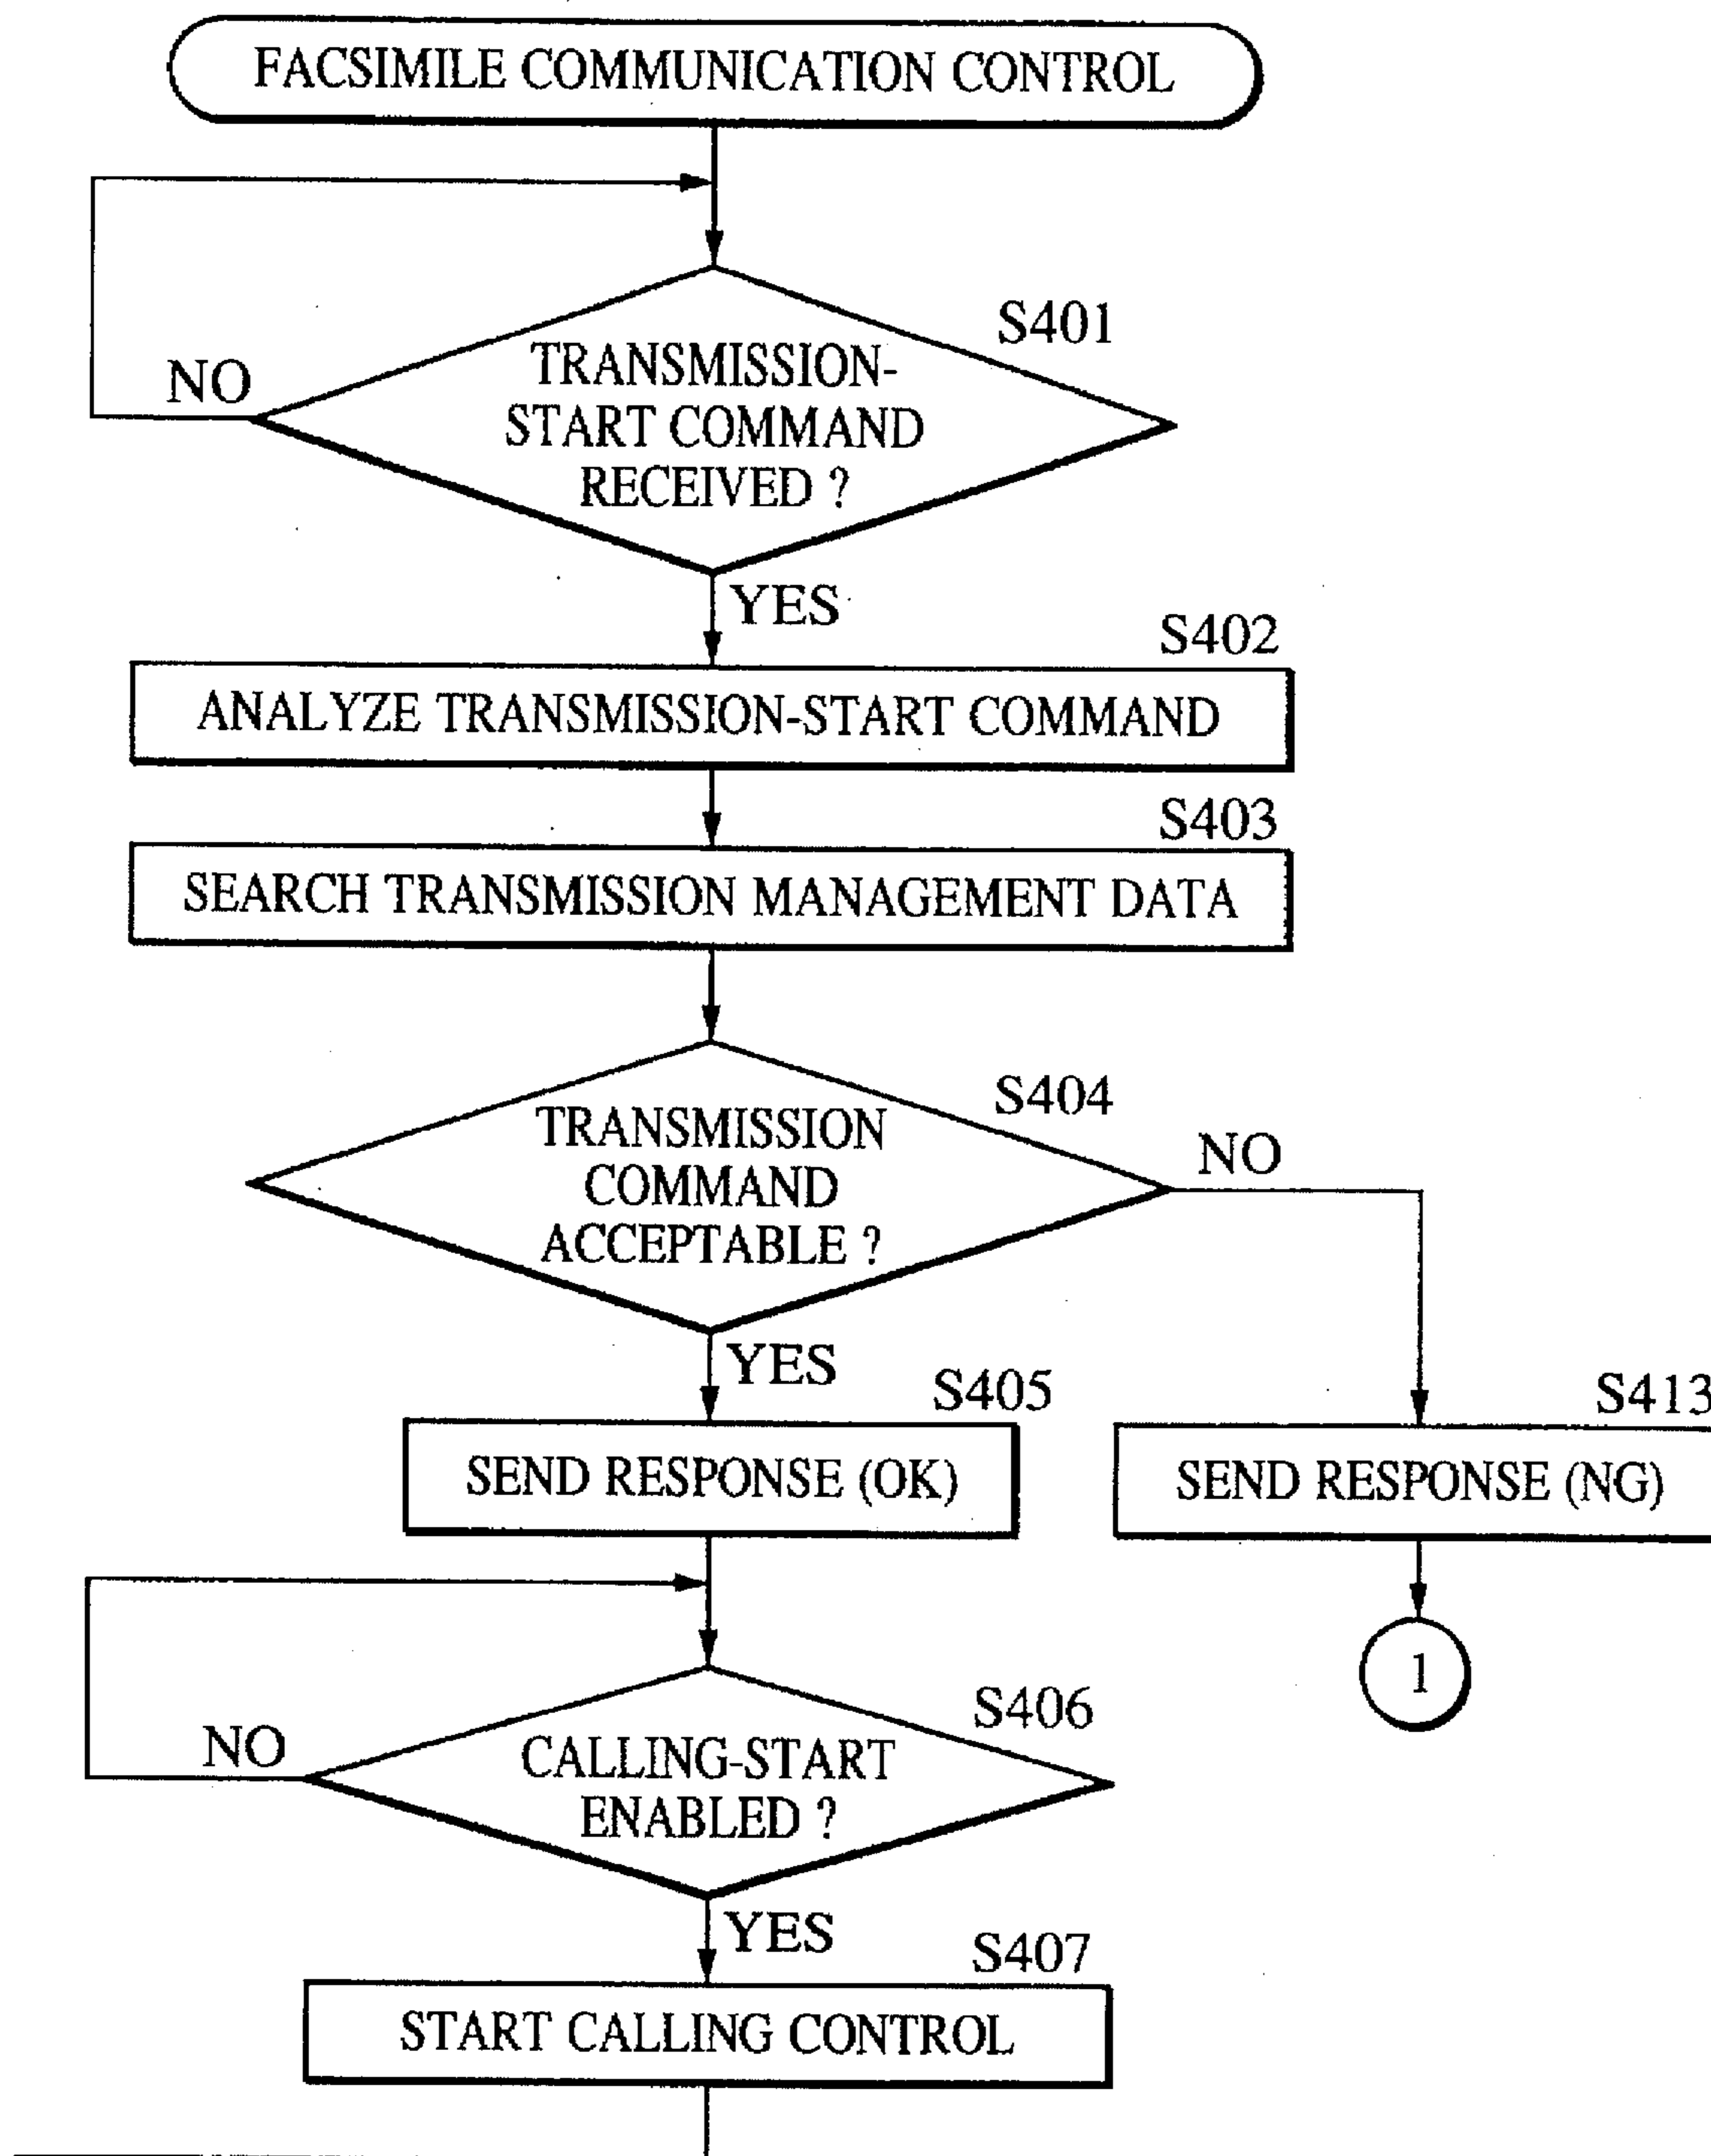 FACSIMILE COMMUNICATION CONTROL
S401
TRANSMISSION-
START COMMAND
RECEIVED ?
NO
YES
S402
ANALYZE TRANSMISSION-START COMMAND
S403
SEARCH TRANSMISSION MANAGEMENT DATA
S404
TRANSMISSION
COMMAND
ACCEPTABLE ?
NO
YES
S405
SEND RESPONSE (OK)
S413
SEND RESPONSE (NG)
1
S406
CALLING-START
ENABLED ?
NO
YES
S407
START CALLING CONTROL